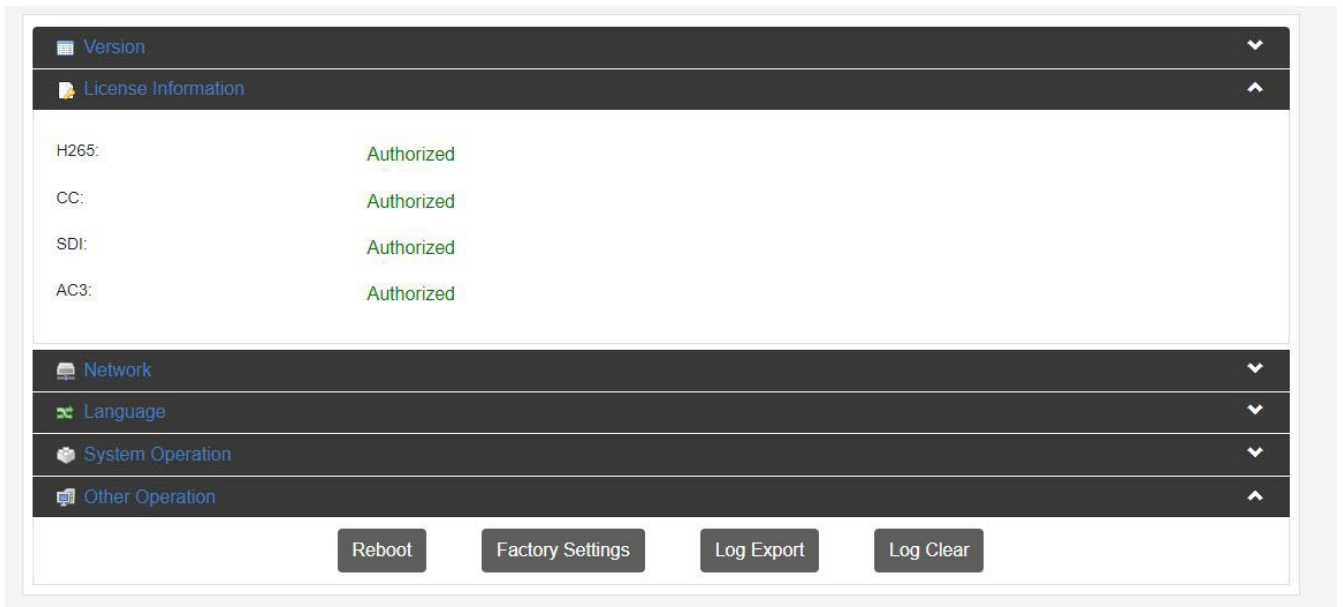 Version
License Information
H265: Authorized
CC: Authorized
SDI: Authorized
AC3: Authorized
Network
Language
System Operation
Other Operation
Reboot Factory Settings Log Export Log Clear